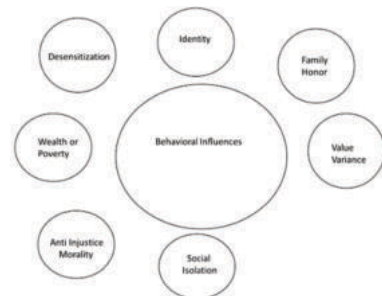 Identity
Desensitization
Family
Honor
Wealth or
Poverty
Behavioral Influences
Value
Variance
Anti Injustice
Morality
Social
Isolation